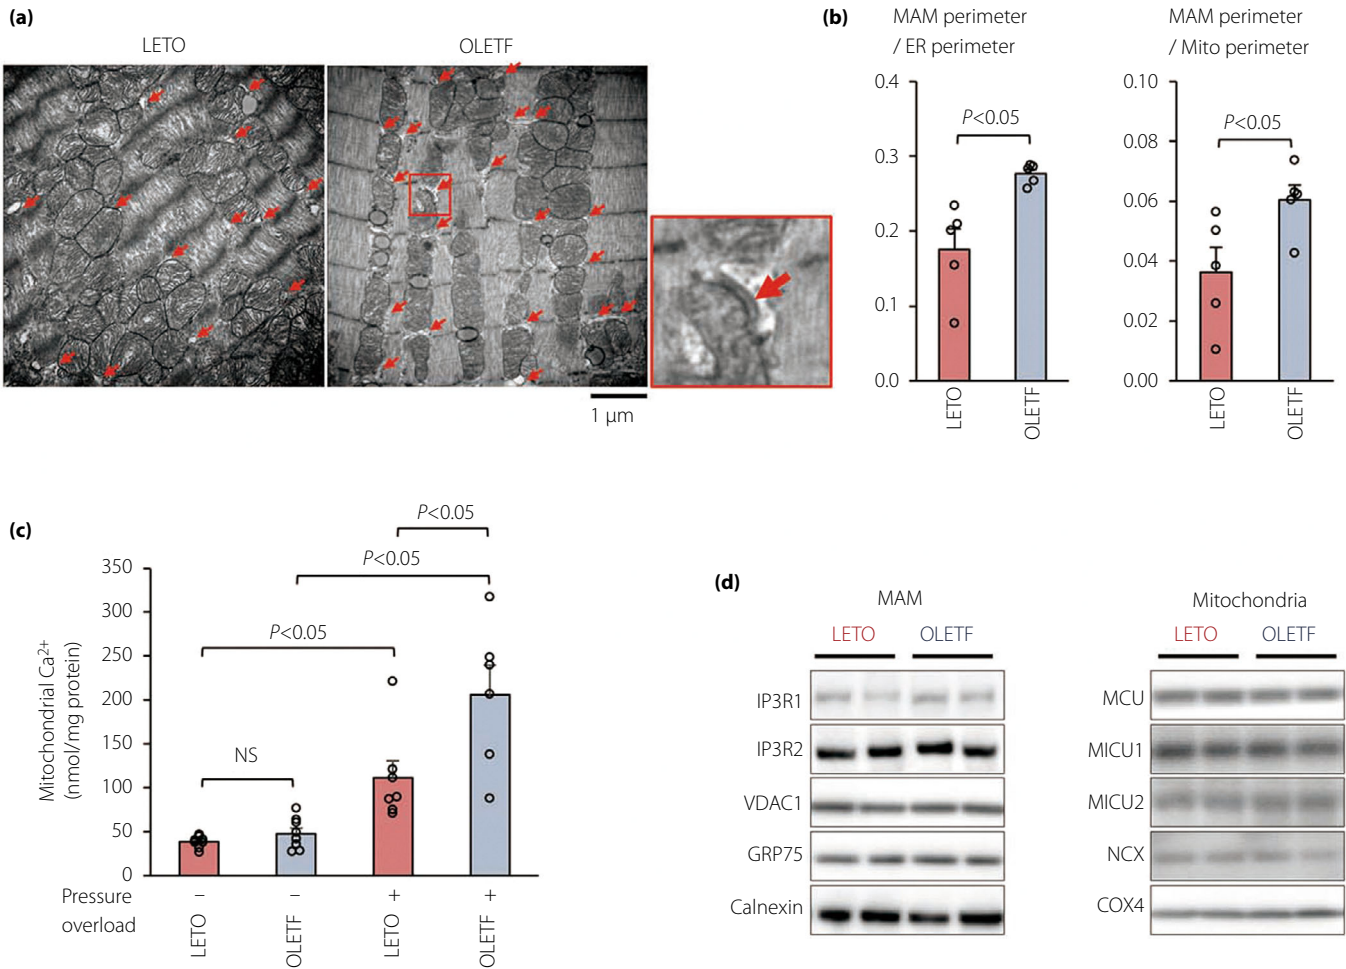 (a)
LETO
OLETF
1 µm
(b)
MAM perimeter
/ ER perimeter
0.4
0.3
0.2
0.1
0.0
P<0.05
LETO
OLETF
MAM perimeter
/ Mito perimeter
0.10
0.08
0.06
0.04
0.02
0.00
P<0.05
LETO
OLETF
(c)
Mitochondrial Ca²⁺
(nmol/mg protein)
350
300
250
200
150
100
50
0
P<0.05
P<0.05
P<0.05
NS
Pressure
overload
− − + +
LETO
OLETF
LETO
OLETF
(d)
MAM
LETO OLETF
IP3R1
IP3R2
VDAC1
GRP75
Calnexin
Mitochondria
LETO OLETF
MCU
MICU1
MICU2
NCX
COX4